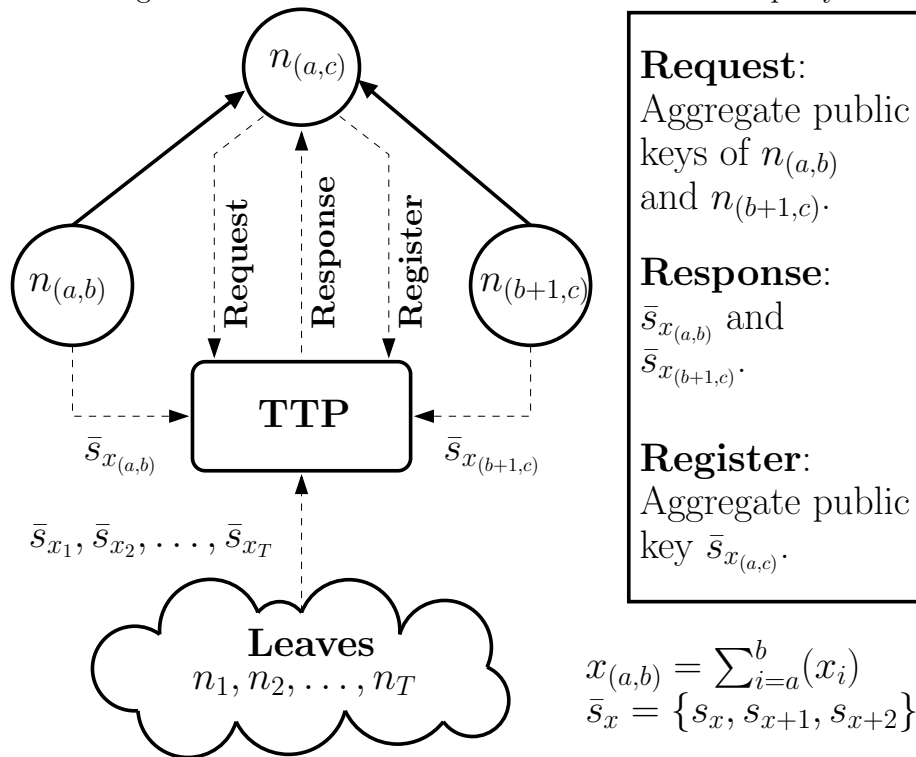 n_{(a,c)}
n_{(a,b)}
n_{(b+1,c)}
Request
Response
Register
TTP
\bar{s}_{x_{(a,b)}}
\bar{s}_{x_{(b+1,c)}}
\bar{s}_{x_1}, \bar{s}_{x_2}, \ldots, \bar{s}_{x_T}
Leaves
n_1, n_2, \ldots, n_T
Request:
Aggregate public
keys of n_{(a,b)}
and n_{(b+1,c)}.
Response:
\bar{s}_{x_{(a,b)}} and
\bar{s}_{x_{(b+1,c)}}.
Register:
Aggregate public
key \bar{s}_{x_{(a,c)}}.
x_{(a,b)} = \sum_{i=a}^{b}(x_i)
\bar{s}_x = \{s_x, s_{x+1}, s_{x+2}\}